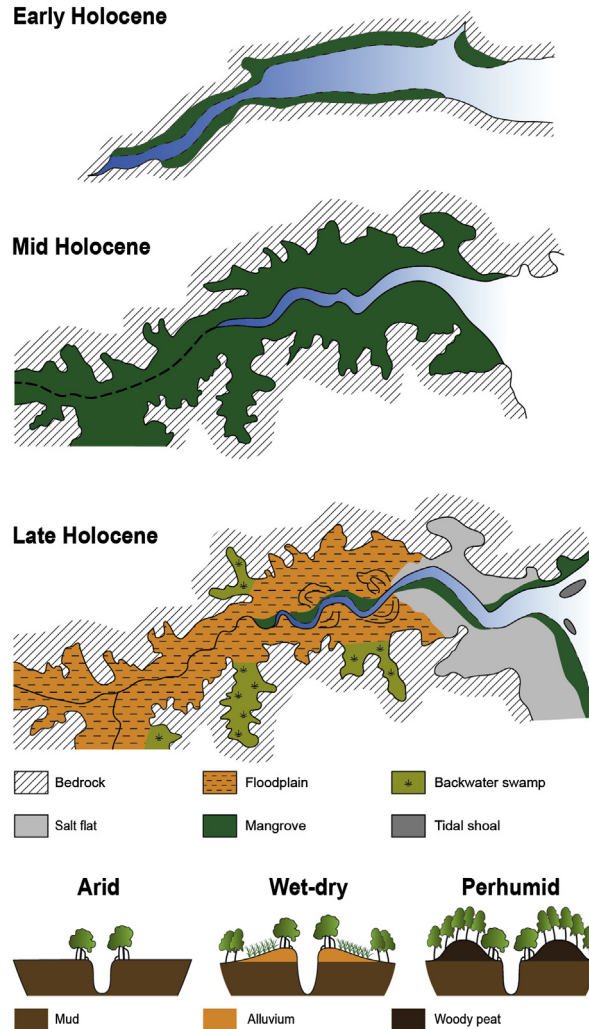 Early Holocene
Mid Holocene
Late Holocene
Bedrock
Floodplain
Backwater swamp
Salt flat
Mangrove
Tidal shoal
Arid
Wet-dry
Perhumid
Mud
Alluvium
Woody peat